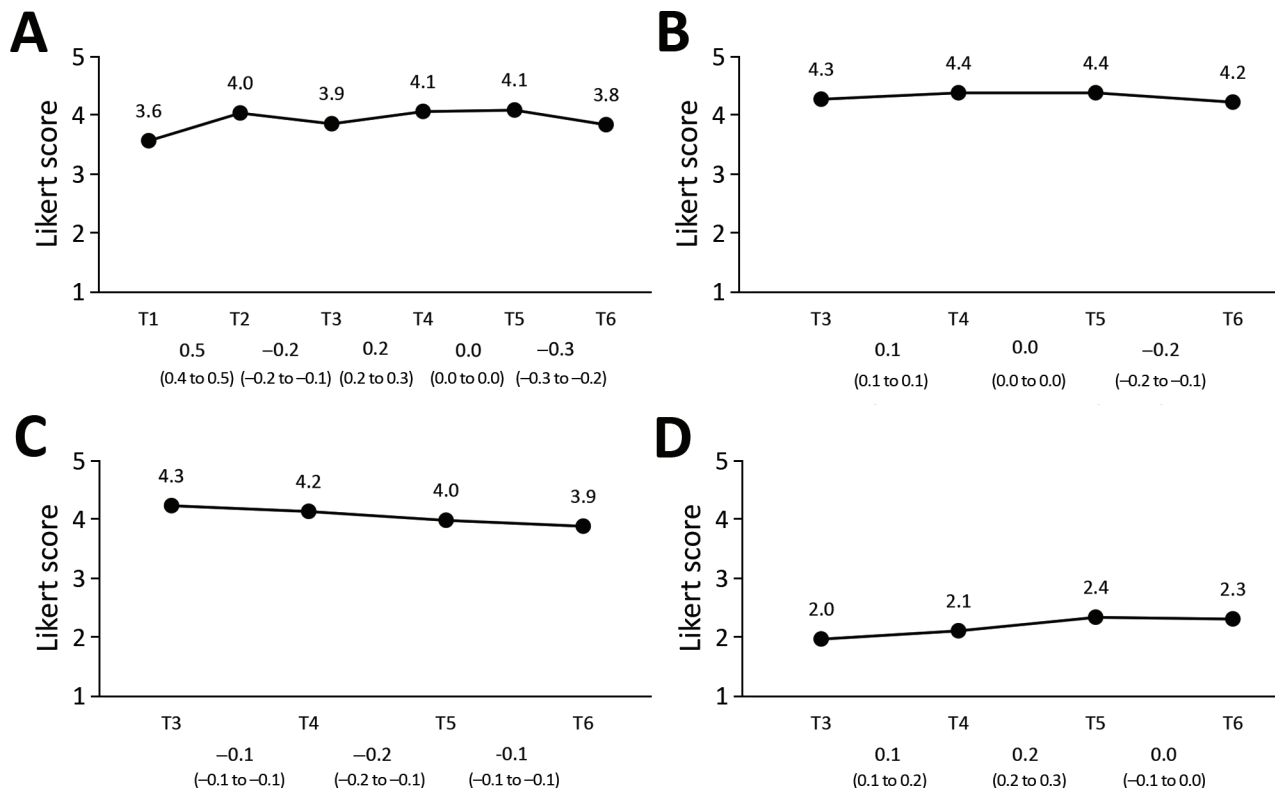 A
Likert score
5
4
3
2
1
3.6
4.0
3.9
4.1
4.1
3.8
T1 T2 T3 T4 T5 T6
0.5 –0.2 0.2 0.0 –0.3
(0.4 to 0.5) (–0.2 to –0.1) (0.2 to 0.3) (0.0 to 0.0) (–0.3 to –0.2)
B
Likert score
5
4
3
2
1
4.3
4.4
4.4
4.2
T3 T4 T5 T6
0.1 0.0 –0.2
(0.1 to 0.1) (0.0 to 0.0) (–0.2 to –0.1)
C
Likert score
5
4
3
2
1
4.3
4.2
4.0
3.9
T3 T4 T5 T6
–0.1 –0.2 -0.1
(–0.1 to –0.1) (–0.2 to –0.1) (–0.1 to –0.1)
D
Likert score
5
4
3
2
1
2.0
2.1
2.4
2.3
T3 T4 T5 T6
0.1 0.2 0.0
(0.1 to 0.2) (0.2 to 0.3) (–0.1 to 0.0)